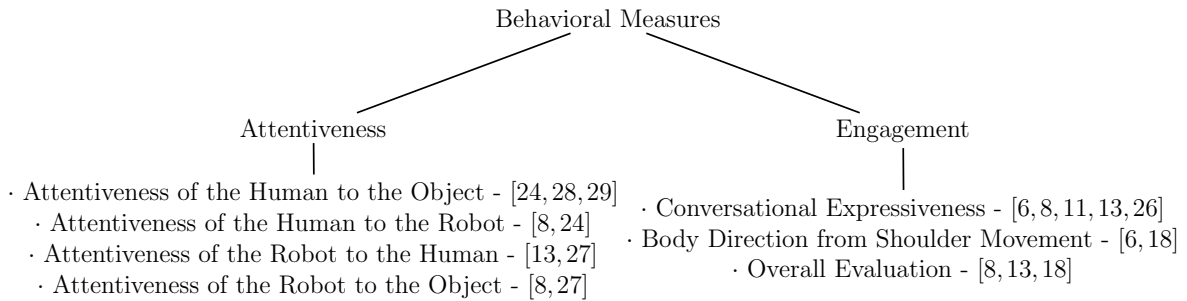 Behavioral Measures
Attentiveness
Engagement
· Attentiveness of the Human to the Object - [24, 28, 29]
· Attentiveness of the Human to the Robot - [8, 24]
· Attentiveness of the Robot to the Human - [13, 27]
· Attentiveness of the Robot to the Object - [8, 27]
· Conversational Expressiveness - [6, 8, 11, 13, 26]
· Body Direction from Shoulder Movement - [6, 18]
· Overall Evaluation - [8, 13, 18]